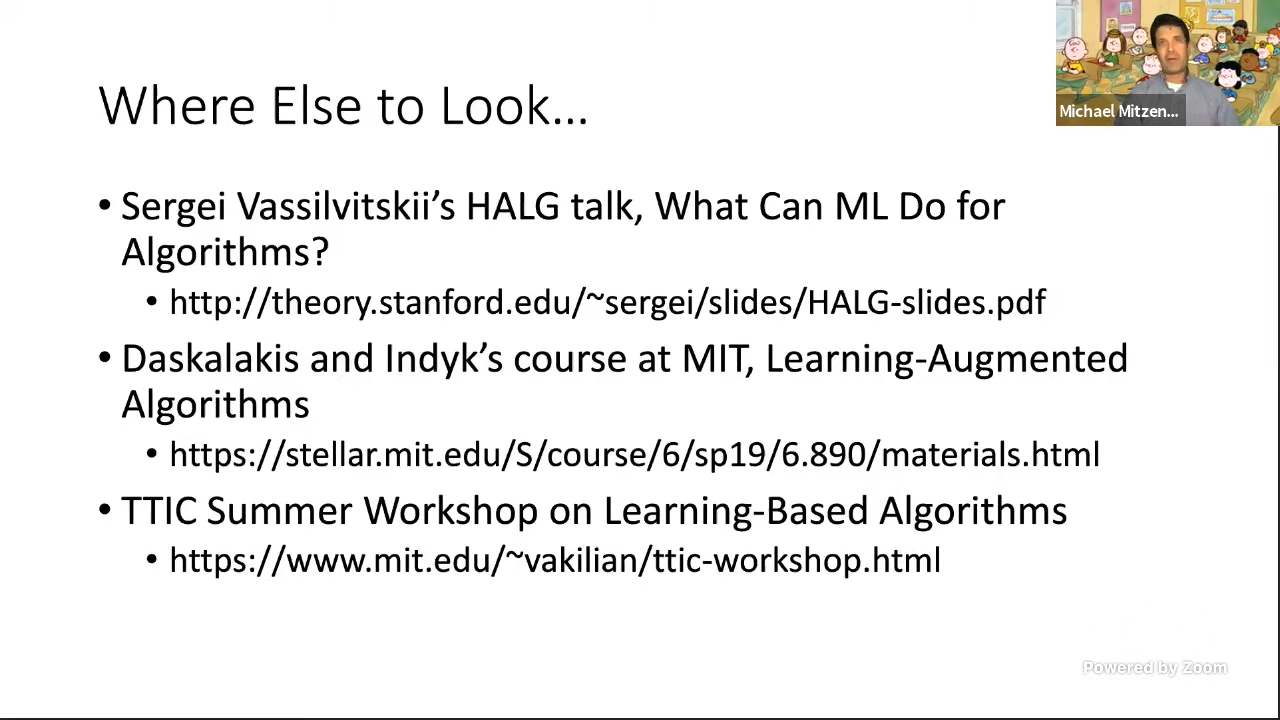 Where Else to Look...
Michael Mitzen...
• Sergei Vassilvitskii's HALG talk, What Can ML Do for
Algorithms?
• http://theory.stanford.edu/~sergei/slides/HALG-slides.pdf
• Daskalakis and Indyk's course at MIT, Learning-Augmented
Algorithms
• https://stellar.mit.edu/S/course/6/sp19/6.890/materials.html
• TTIC Summer Workshop on Learning-Based Algorithms
• https://www.mit.edu/~vakilian/ttic-workshop.html
Powered by Zoom